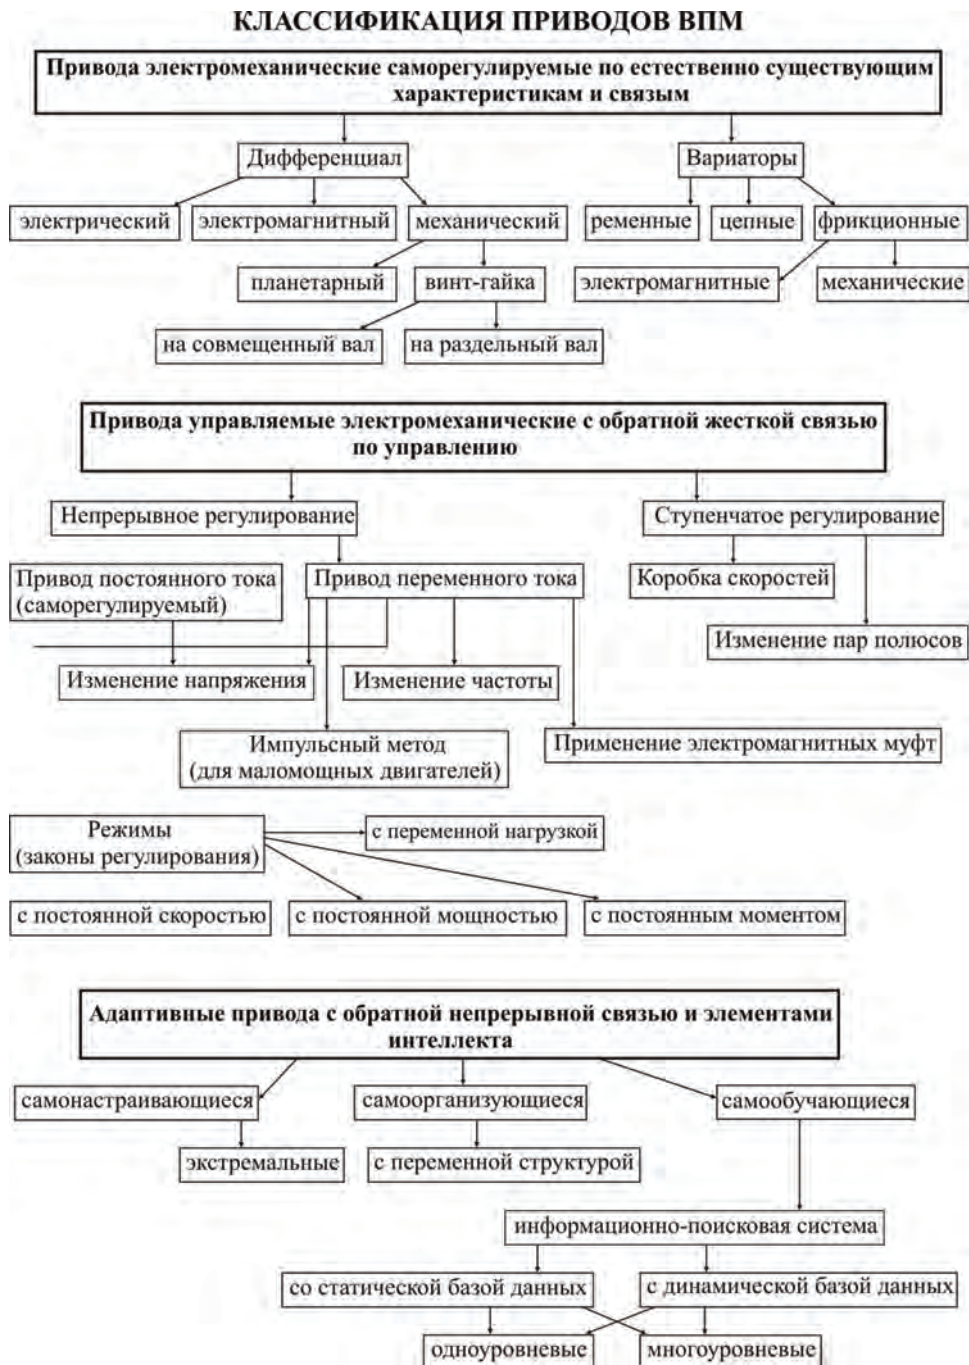 КЛАССИФИКАЦИЯ ПРИВОДОВ ВПМ
Привода электромеханические саморегулируемые по естественно существующим
характеристикам и связым
Дифференциал
Вариаторы
электрический
электромагнитный
механический
ременные
цепные
фрикционные
планетарный
винт-гайка
электромагнитные
механические
на совмещенный вал
на раздельный вал
Привода управляемые электромеханические с обратной жесткой связью
по управлению
Непрерывное регулирование
Ступенчатое регулирование
Привод постоянного тока
(саморегулируемый)
Привод переменного тока
Коробка скоростей
Изменение пар полюсов
Изменение напряжения
Изменение частоты
Импульсный метод
(для маломощных двигателей)
Применение электромагнитных муфт
Режимы
(законы регулирования)
с переменной нагрузкой
с постоянной скоростью
с постоянной мощностью
с постоянным моментом
Адаптивные привода с обратной непрерывной связью и элементами
интеллекта
самонастраивающиеся
самоорганизующиеся
самообучающиеся
экстремальные
с переменной структурой
информационно-поисковая система
со статической базой данных
с динамической базой данных
одноуровневые
многоуровневые